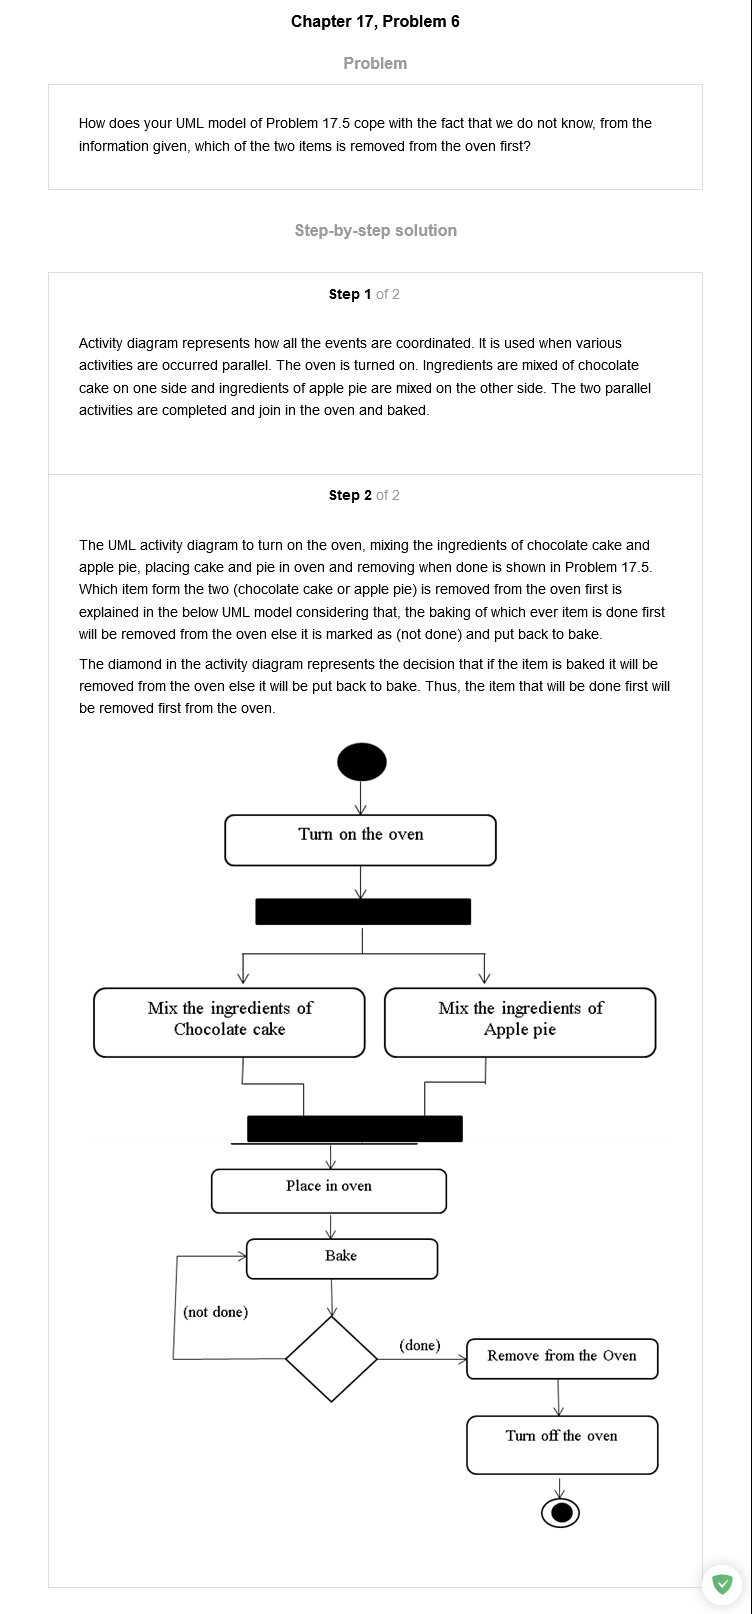 Chapter 17, Problem 6
Problem
How does your UML model of Problem 17.5 cope with the fact that we do not know, from the
information given, which of the two items is removed from the oven first?
Step-by-step solution
Step 1 of 2
Activity diagram represents how all the events are coordinated. It is used when various
activities are occurred parallel. The oven is turned on. Ingredients are mixed of chocolate
cake on one side and ingredients of apple pie are mixed on the other side. The two parallel
activities are completed and join in the oven and baked.
Step 2 of 2
The UML activity diagram to turn on the oven, mixing the ingredients of chocolate cake and
apple pie, placing cake and pie in oven and removing when done is shown in Problem 17.5.
Which item form the two (chocolate cake or apple pie) is removed from the oven first is
explained in the below UML model considering that, the baking of which ever item is done first
will be removed from the oven else it is marked as (not done) and put back to bake.
The diamond in the activity diagram represents the decision that if the item is baked it will be
removed from the oven else it will be put back to bake. Thus, the item that will be done first will
be removed first from the oven.
Turn on the oven
Mix the ingredients of
Chocolate cake
Mix the ingredients of
Apple pie
Place in oven
Bake
(not done)
(done)
Remove from the Oven
Turn off the oven